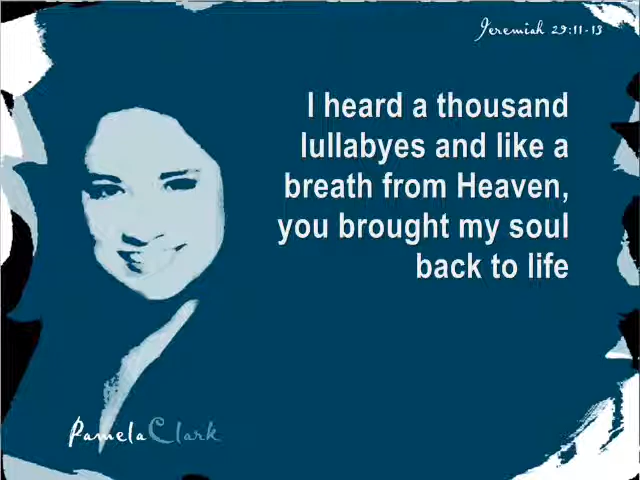 Jeremiah 29:11-13
I heard a thousand
lullabyes and like a
breath from Heaven,
you brought my soul
back to life
PamelaClark